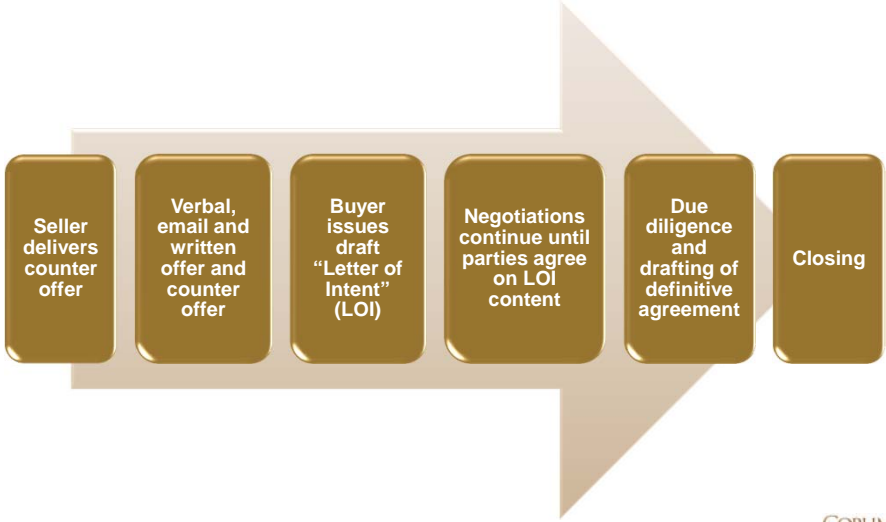 Seller
delivers
counter
offer
Verbal,
email and
written
offer and
counter
offer
Buyer
issues
draft
“Letter of
Intent”
(LOI)
Negotiations
continue until
parties agree
on LOI
content
Due
diligence
and
drafting of
definitive
agreement
Closing